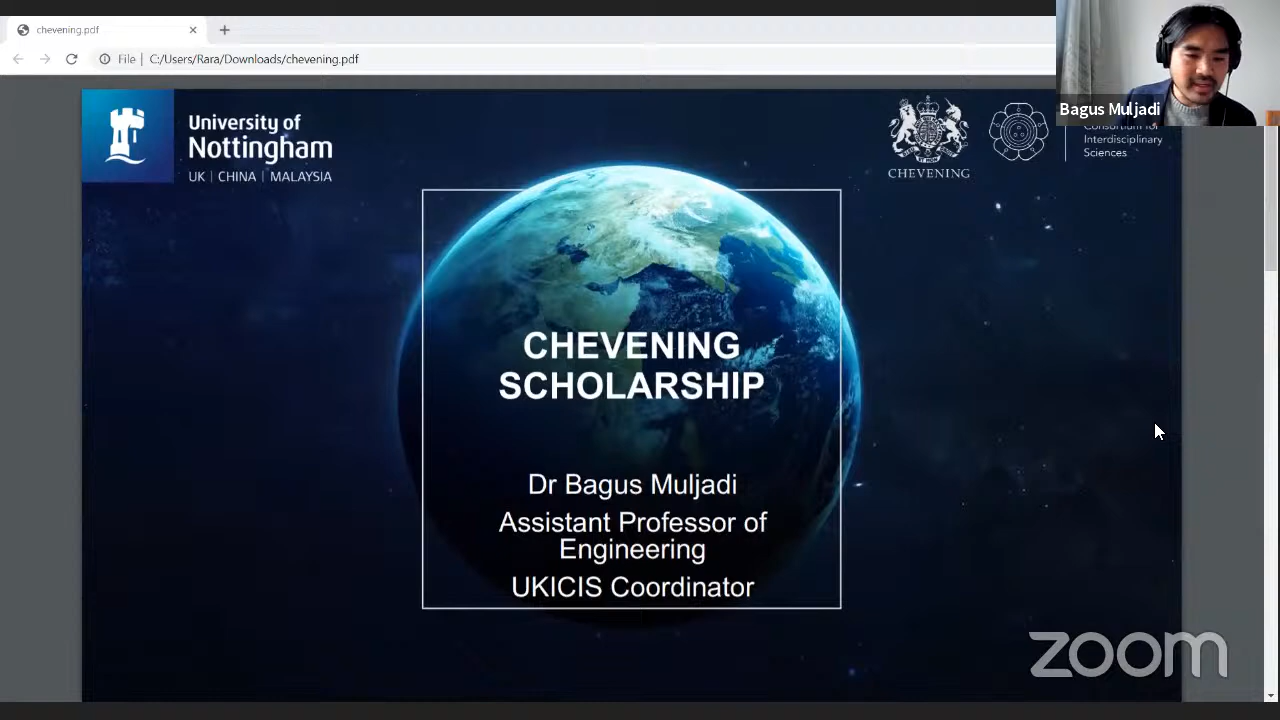 chevening.pdf
File | C:/Users/Rara/Downloads/chevening.pdf
Bagus Muljadi
University of
Nottingham
UK | CHINA | MALAYSIA
CHEVENING
Consortium for
Interdisciplinary
Sciences
CHEVENING
SCHOLARSHIP
Dr Bagus Muljadi
Assistant Professor of
Engineering
UKICIS Coordinator
zoom